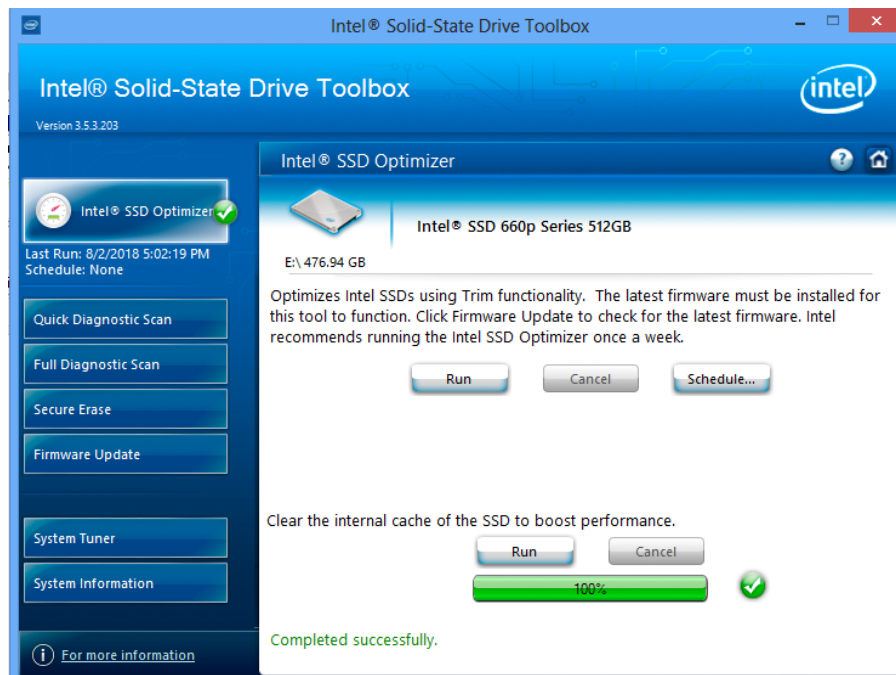 Intel® Solid-State Drive Toolbox
Intel® Solid-State Drive Toolbox
Version 3.5.3.203
intel
Intel® SSD Optimizer
Last Run: 8/2/2018 5:02:19 PM
Schedule: None
Quick Diagnostic Scan
Full Diagnostic Scan
Secure Erase
Firmware Update
System Tuner
System Information
For more information
Intel® SSD Optimizer
Intel® SSD 660p Series 512GB
E:\ 476.94 GB
Optimizes Intel SSDs using Trim functionality. The latest firmware must be installed for
this tool to function. Click Firmware Update to check for the latest firmware. Intel
recommends running the Intel SSD Optimizer once a week.
Run Cancel Schedule...
Clear the internal cache of the SSD to boost performance.
Run Cancel
100%
Completed successfully.